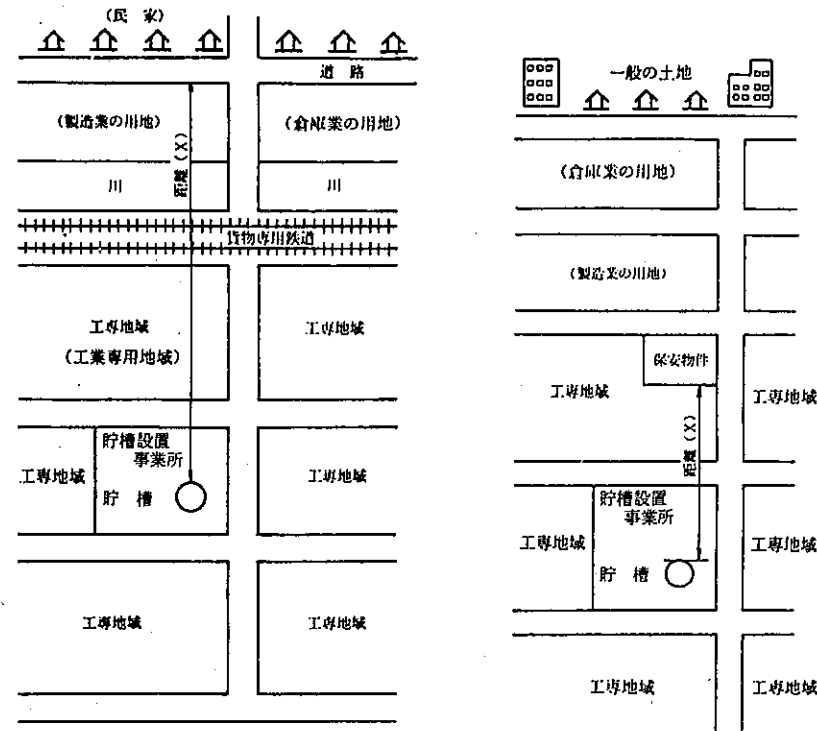 (民 家)
道 路
(製造業の用地)
(倉庫業の用地)
距離(X)
川
川
貨物専用鉄道
工専地域
(工業専用地域)
工専地域
貯槽設置
事業所
工専地域
貯 槽
工専地域
工専地域
工専地域
一般の土地
(倉庫業の用地)
(製造業の用地)
保安物件
工専地域
工専地域
距離(X)
貯槽設置
事業所
工専地域
貯 槽
工専地域
工専地域
工専地域